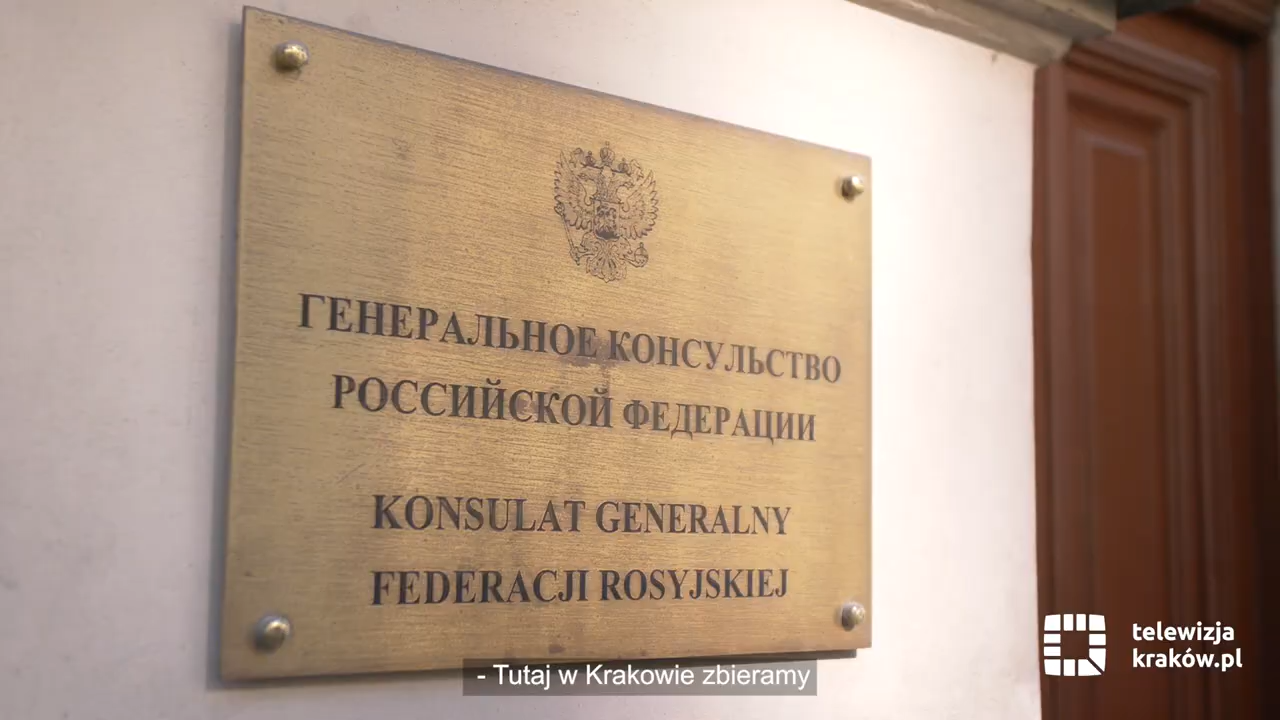 ГЕНЕРАЛЬНОЕ КОНСУЛЬСТВО
РОССИЙСКОЙ ФЕДЕРАЦИИ
KONSULAT GENERALNY
FEDERACJI ROSYJSKIEJ
- Tutaj w Krakowie zbieramy
telewizja
kraków.pl